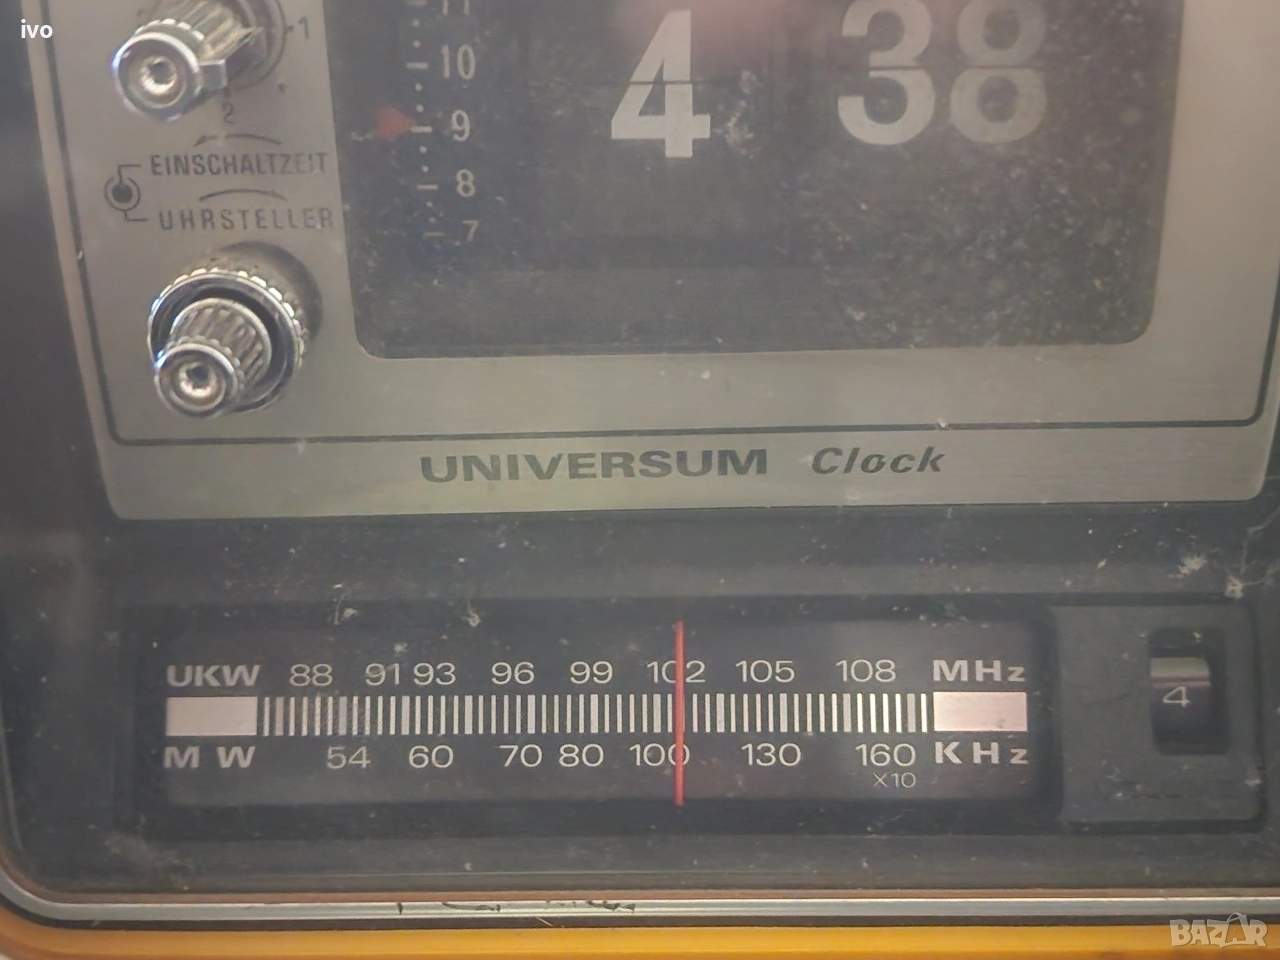 ivo
11
1
10
4 38
2
9
EINSCHALTZEIT
8
UHRSTELLER
7
UNIVERSUM Clock
UKW 88 91 93 96 99 102 105 108 MHz
4
MW 54 60 70 80 100 130 160 KHz
x10
BAZAR